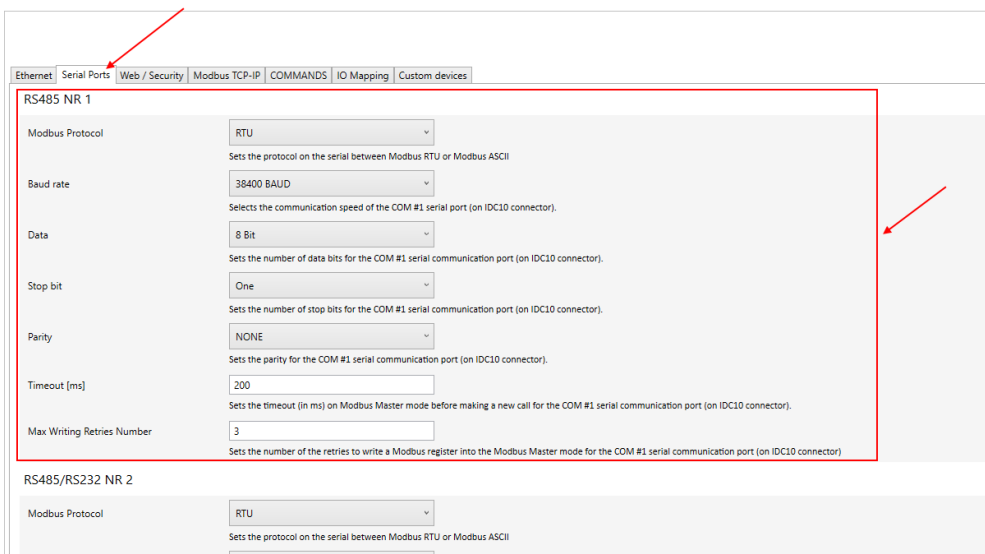 Ethernet Serial Ports Web / Security Modbus TCP-IP COMMANDS IO Mapping Custom devices
RS485 NR 1
Modbus Protocol RTU
Sets the protocol on the serial between Modbus RTU or Modbus ASCII
Baud rate 38400 BAUD
Selects the communication speed of the COM #1 serial port (on IDC10 connector).
Data 8 Bit
Sets the number of data bits for the COM #1 serial communication port (on IDC10 connector).
Stop bit One
Sets the number of stop bits for the COM #1 serial communication port (on IDC10 connector).
Parity NONE
Sets the parity for the COM #1 serial communication port (on IDC10 connector).
Timeout [ms] 200
Sets the timeout (in ms) on Modbus Master mode before making a new call for the COM #1 serial communication port (on IDC10 connector).
Max Writing Retries Number 3
Sets the number of the retries to write a Modbus register into the Modbus Master mode for the COM #1 serial communication port (on IDC10 connector)
RS485/RS232 NR 2
Modbus Protocol RTU
Sets the protocol on the serial between Modbus RTU or Modbus ASCII